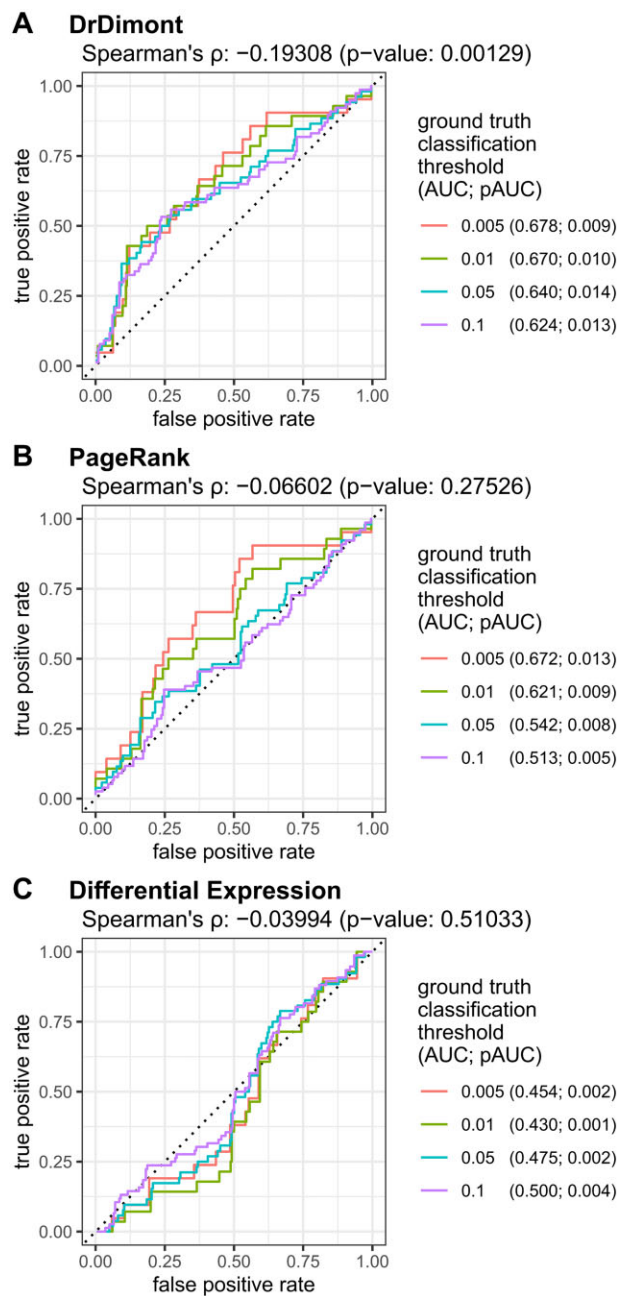 A DrDimont
Spearman's ρ: −0.19308 (p−value: 0.00129)
true positive rate
1.00
0.75
0.50
0.25
0.00
0.00 0.25 0.50 0.75 1.00
false positive rate
ground truth
classification
threshold
(AUC; pAUC)
0.005 (0.678; 0.009)
0.01 (0.670; 0.010)
0.05 (0.640; 0.014)
0.1 (0.624; 0.013)
B PageRank
Spearman's ρ: −0.06602 (p−value: 0.27526)
true positive rate
1.00
0.75
0.50
0.25
0.00
0.00 0.25 0.50 0.75 1.00
false positive rate
ground truth
classification
threshold
(AUC; pAUC)
0.005 (0.672; 0.013)
0.01 (0.621; 0.009)
0.05 (0.542; 0.008)
0.1 (0.513; 0.005)
C Differential Expression
Spearman's ρ: −0.03994 (p−value: 0.51033)
true positive rate
1.00
0.75
0.50
0.25
0.00
0.00 0.25 0.50 0.75 1.00
false positive rate
ground truth
classification
threshold
(AUC; pAUC)
0.005 (0.454; 0.002)
0.01 (0.430; 0.001)
0.05 (0.475; 0.002)
0.1 (0.500; 0.004)